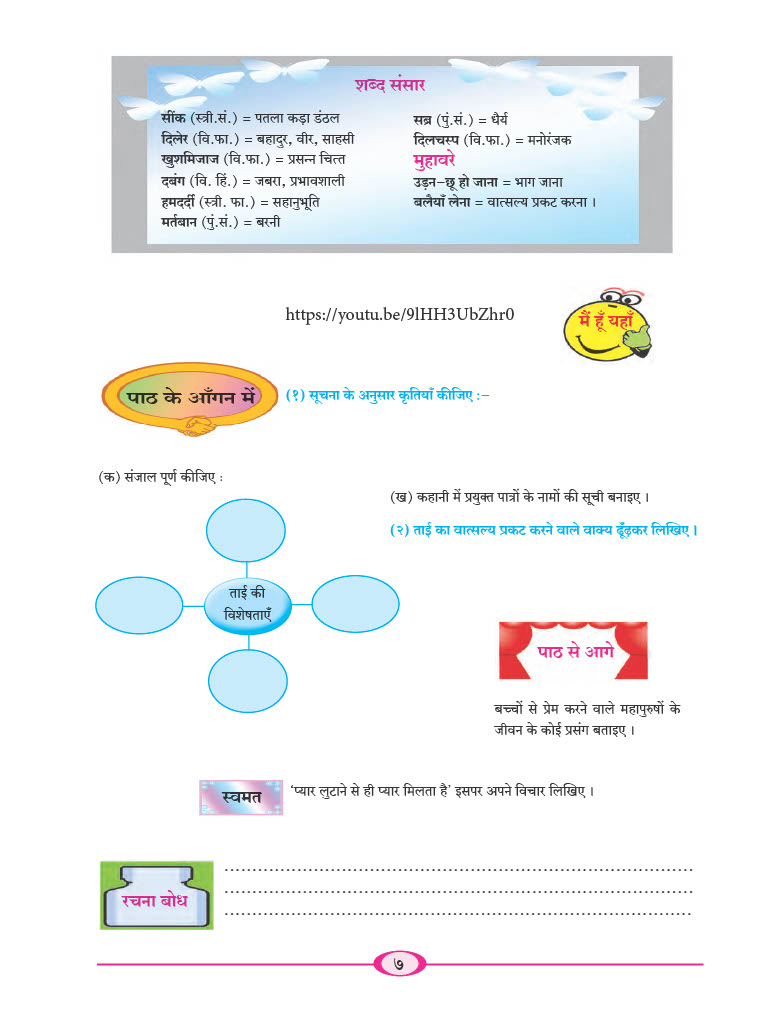 शब्द संसार
सींक (स्त्री.सं.) = पतला कड़ा डंठल
दिलेर (वि.फा.) = बहादुर, वीर, साहसी
खुशमिजाज (वि.फा.) = प्रसन्न चित्त
दबंग (वि. हिं.) = जबरा, प्रभावशाली
हमदर्दी (स्त्री. फा.) = सहानुभूति
मर्तबान (पुं.सं.) = बरनी
सब्र (पुं.सं.) = धैर्य
दिलचस्प (वि.फा.) = मनोरंजक
मुहावरे
उड़न-छू हो जाना = भाग जाना
बलैयाँ लेना = वात्सल्य प्रकट करना ।
https://youtu.be/9lHH3UbZhr0
मैं हूँ यहाँ
पाठ के आँगन में
(१) सूचना के अनुसार कृतियाँ कीजिए :-
(क) संजाल पूर्ण कीजिए :
ताई की
विशेषताएँ
(ख) कहानी में प्रयुक्त पात्रों के नामों की सूची बनाइए ।
(२) ताई का वात्सल्य प्रकट करने वाले वाक्य ढूँढ़कर लिखिए ।
पाठ से आगे
बच्चों से प्रेम करने वाले महापुरुषों के
जीवन के कोई प्रसंग बताइए ।
स्वमत
‘प्यार लुटाने से ही प्यार मिलता है’ इसपर अपने विचार लिखिए ।
रचना बोध
७